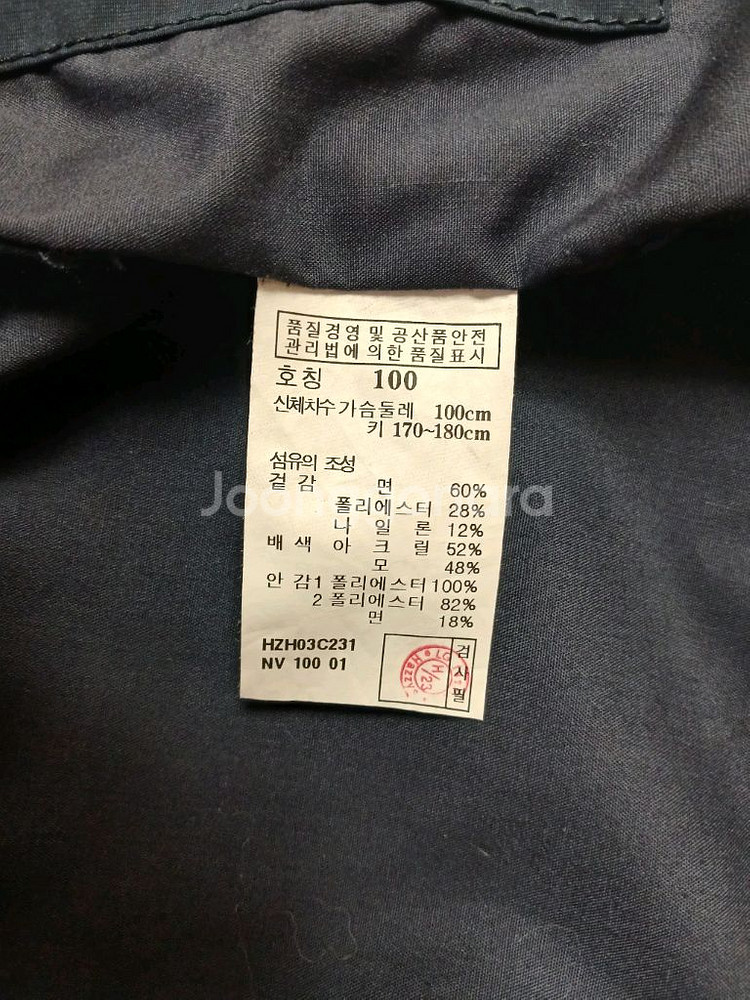 품질경영 및 공산품안전
관리법에 의한 품질표시
호칭 100
신체차수 가슴둘레 100cm
키 170~180cm
섬유의 조성
겉감 면 60%
폴리에스터 28%
나일론 12%
배색 아크릴 52%
모 48%
안감1 폴리에스터 100%
2 폴리에스터 82%
면 18%
HZH03C231
NV 100 01
검사필
H/23